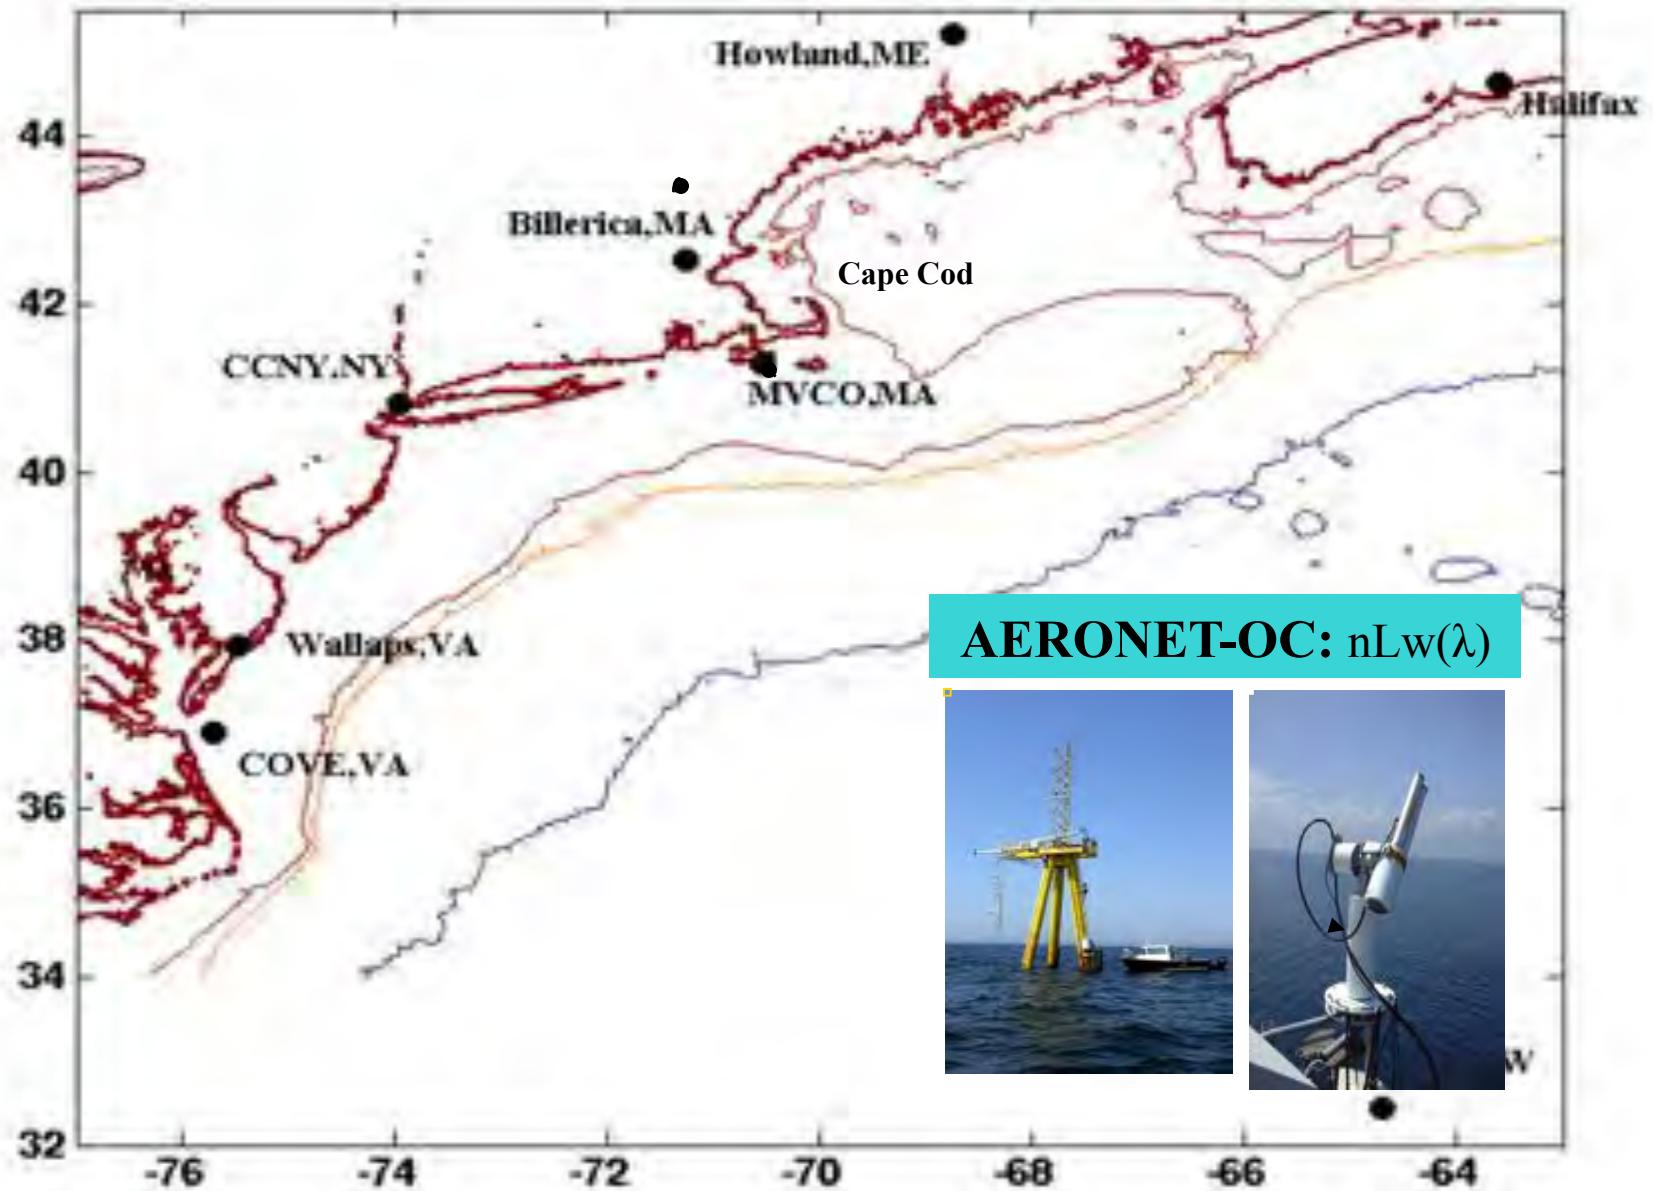 Howland,ME
Halifax
44
Billerica,MA
Cape Cod
42
CCNY,NY
MVCO,MA
40
38
Wallaps,VA
AERONET-OC: nLw(λ)
COVE,VA
36
34
W
32
-76 -74 -72 -70 -68 -66 -64